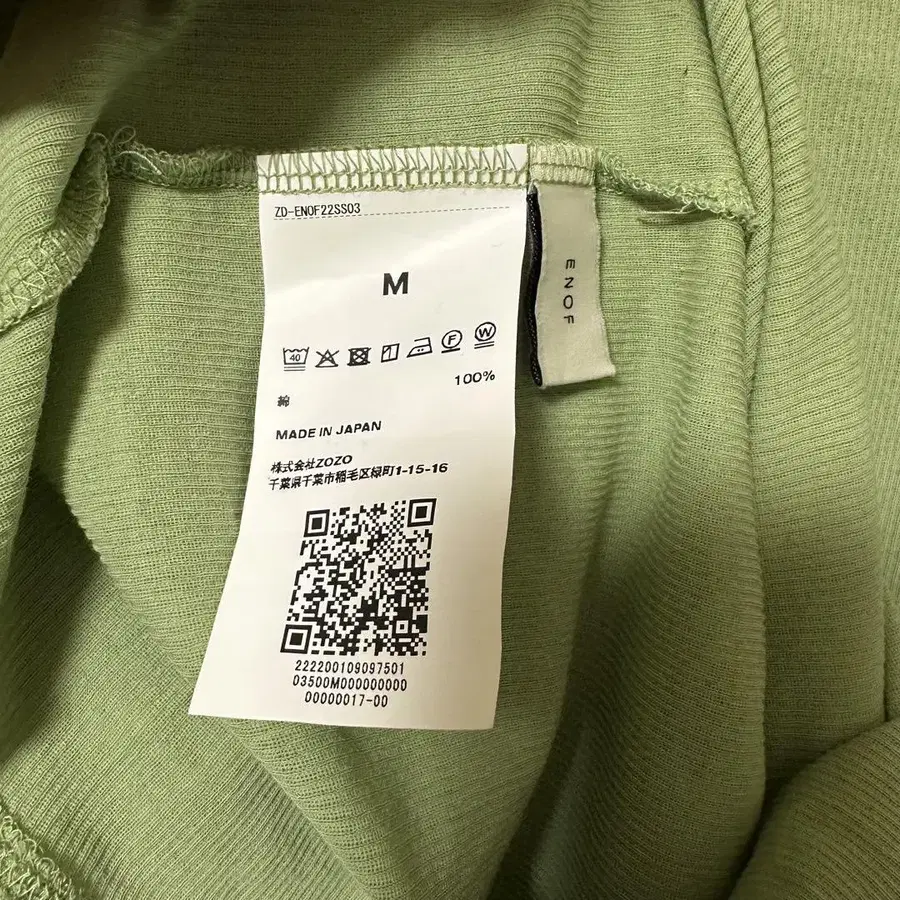 ZD-ENOF22SS03
M
40
F
W
100%
綿
MADE IN JAPAN
株式会社ZOZO
千葉県千葉市稲毛区緑町1-15-16
222200109097501
03500M000000000
00000017-00
ENOF